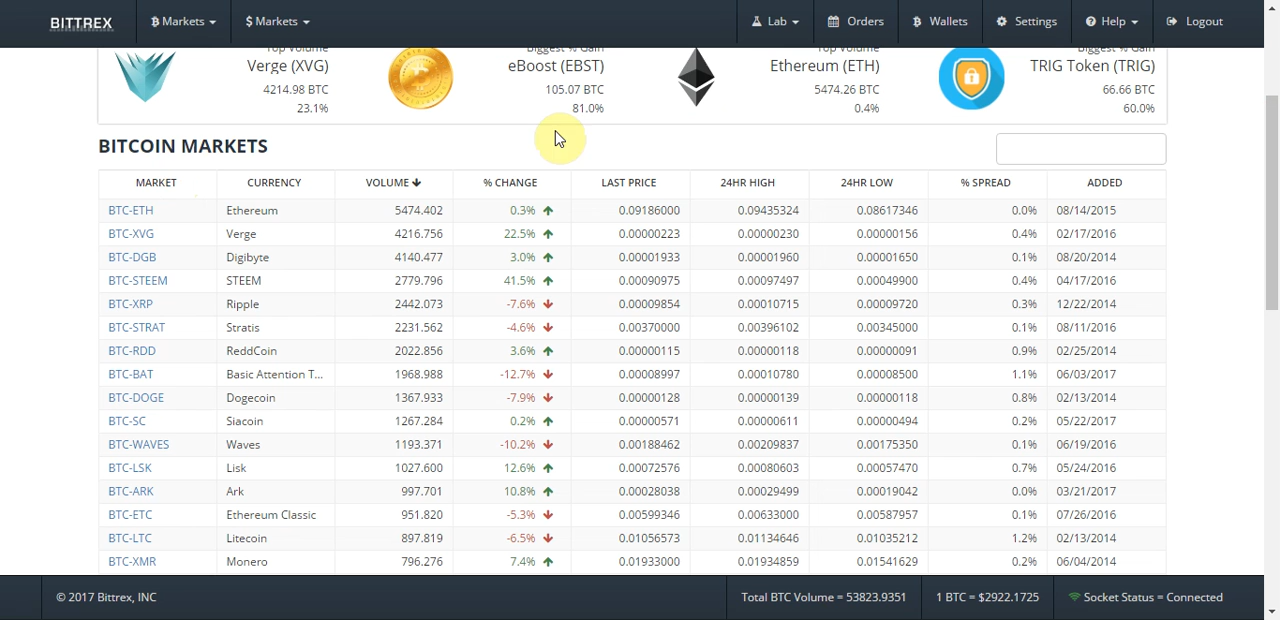 BITTREX
Markets
$ Markets
Lab
Orders
Wallets
Settings
Help
Logout
Top Volume
Verge (XVG)
4214.98 BTC
23.1%
Biggest % Gain
eBoost (EBST)
105.07 BTC
81.0%
Top Volume
Ethereum (ETH)
5474.26 BTC
0.4%
Biggest % Gain
TRIG Token (TRIG)
66.66 BTC
60.0%
BITCOIN MARKETS
MARKET CURRENCY VOLUME % CHANGE LAST PRICE 24HR HIGH 24HR LOW % SPREAD ADDED
BTC-ETH Ethereum 5474.402 0.3% 0.09186000 0.09435324 0.08617346 0.0% 08/14/2015
BTC-XVG Verge 4216.756 22.5% 0.00000223 0.00000230 0.00000156 0.4% 02/17/2016
BTC-DGB Digibyte 4140.477 3.0% 0.00001933 0.00001960 0.00001650 0.1% 08/20/2014
BTC-STEEM STEEM 2779.796 41.5% 0.00090975 0.00097497 0.00049900 0.4% 04/17/2016
BTC-XRP Ripple 2442.073 -7.6% 0.00009854 0.00010715 0.00009720 0.3% 12/22/2014
BTC-STRAT Stratis 2231.562 -4.6% 0.00370000 0.00396102 0.00345000 0.1% 08/11/2016
BTC-RDD ReddCoin 2022.856 3.6% 0.00000115 0.00000118 0.00000091 0.9% 02/25/2014
BTC-BAT Basic Attention T... 1968.988 -12.7% 0.00008997 0.00010780 0.00008500 1.1% 06/03/2017
BTC-DOGE Dogecoin 1367.933 -7.9% 0.00000128 0.00000139 0.00000118 0.8% 02/13/2014
BTC-SC Siacoin 1267.284 0.2% 0.00000571 0.00000611 0.00000494 0.2% 05/22/2017
BTC-WAVES Waves 1193.371 -10.2% 0.00188462 0.00209837 0.00175350 0.1% 06/19/2016
BTC-LSK Lisk 1027.600 12.6% 0.00072576 0.00080603 0.00057470 0.7% 05/24/2016
BTC-ARK Ark 997.701 10.8% 0.00028038 0.00029499 0.00019042 0.0% 03/21/2017
BTC-ETC Ethereum Classic 951.820 -5.3% 0.00599346 0.00633000 0.00587957 0.1% 07/26/2016
BTC-LTC Litecoin 897.819 -6.5% 0.01056573 0.01134646 0.01035212 1.2% 02/13/2014
BTC-XMR Monero 796.276 7.4% 0.01933000 0.01934859 0.01541629 0.2% 06/04/2014
© 2017 Bittrex, INC
Total BTC Volume = 53823.9351
1 BTC = $2922.1725
Socket Status = Connected